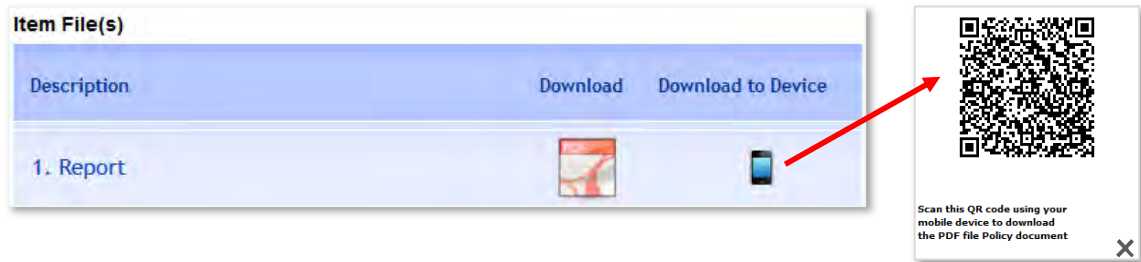 Item File(s)
Description Download Download to Device
1. Report
PDF
Scan this QR code using your
mobile device to download
the PDF file Policy document